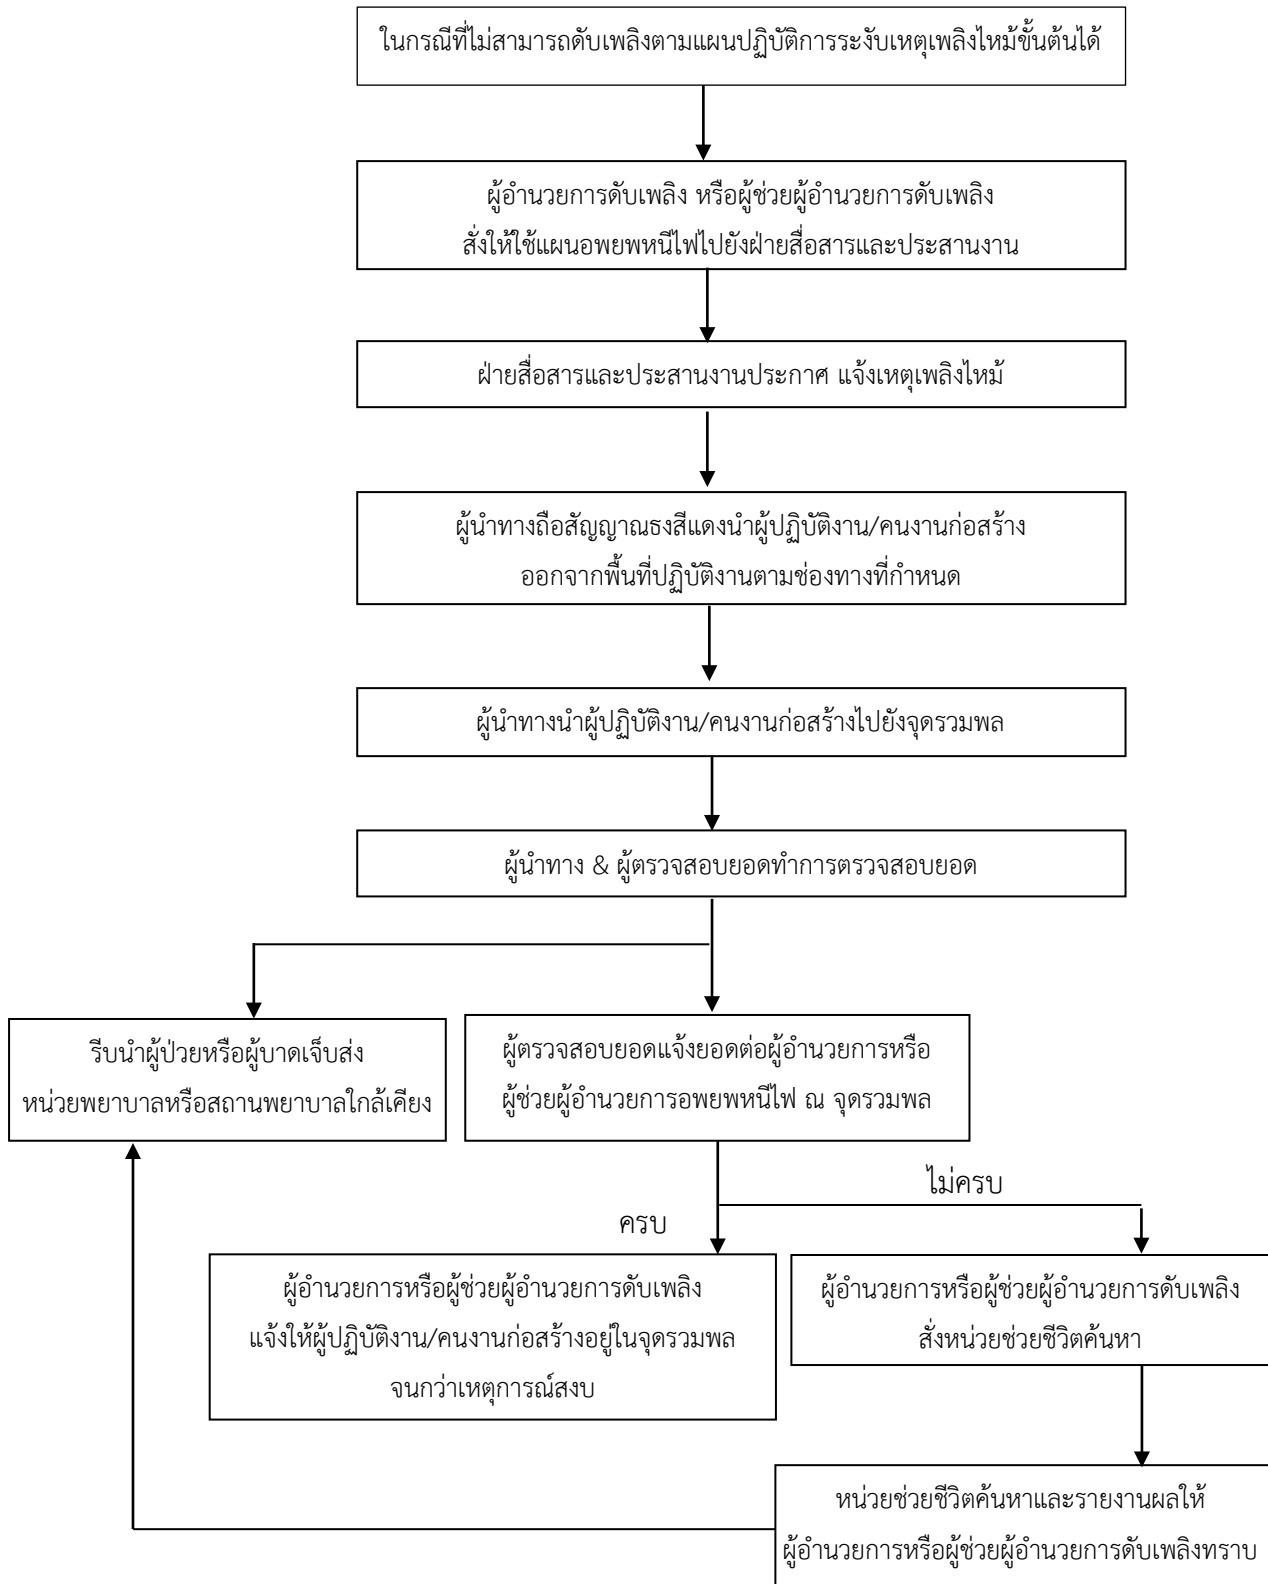 ในกรณีที่ไม่สามารถดับเพลิงตามแผนปฏิบัติการระงับเหตุเพลิงไหม้ขั้นต้นได้
ผู้อำนวยการดับเพลิง หรือผู้ช่วยผู้อำนวยการดับเพลิง
สั่งให้ใช้แผนอพยพหนีไฟไปยังฝ่ายสื่อสารและประสานงาน
ฝ่ายสื่อสารและประสานงานประกาศ แจ้งเหตุเพลิงไหม้
ผู้นำทางถือสัญญาณธงสีแดงนำผู้ปฏิบัติงาน/คนงานก่อสร้าง
ออกจากพื้นที่ปฏิบัติงานตามช่องทางที่กำหนด
ผู้นำทางนำผู้ปฏิบัติงาน/คนงานก่อสร้างไปยังจุดรวมพล
ผู้นำทาง & ผู้ตรวจสอบยอดทำการตรวจสอบยอด
รีบนำผู้ป่วยหรือผู้บาดเจ็บส่ง
หน่วยพยาบาลหรือสถานพยาบาลใกล้เคียง
ผู้ตรวจสอบยอดแจ้งยอดต่อผู้อำนวยการหรือ
ผู้ช่วยผู้อำนวยการอพยพหนีไฟ ณ จุดรวมพล
ไม่ครบ
ครบ
ผู้อำนวยการหรือผู้ช่วยผู้อำนวยการดับเพลิง
แจ้งให้ผู้ปฏิบัติงาน/คนงานก่อสร้างอยู่ในจุดรวมพล
จนกว่าเหตุการณ์สงบ
ผู้อำนวยการหรือผู้ช่วยผู้อำนวยการดับเพลิง
สั่งหน่วยช่วยชีวิตค้นหา
หน่วยช่วยชีวิตค้นหาและรายงานผลให้
ผู้อำนวยการหรือผู้ช่วยผู้อำนวยการดับเพลิงทราบ